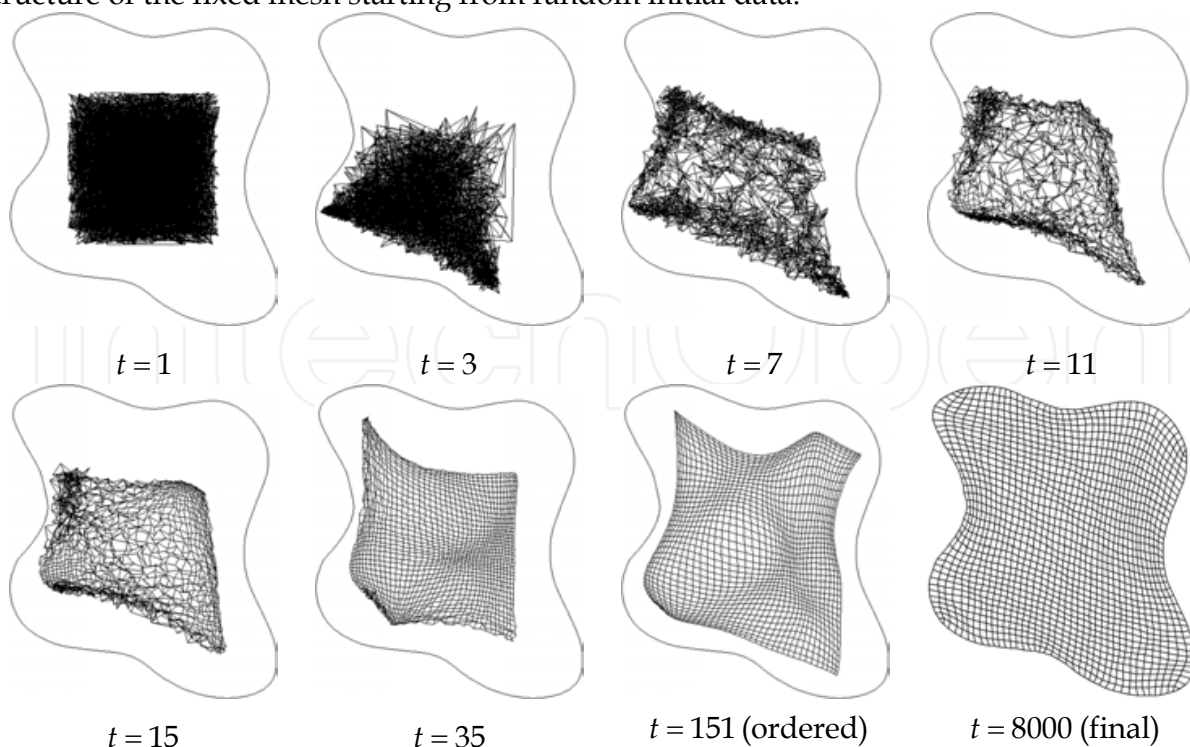 ructure of the fixed mesh starting from random initial data.
t = 1 t = 3 t = 7 t = 11
t = 15 t = 35 t = 151 (ordered) t = 8000 (final)